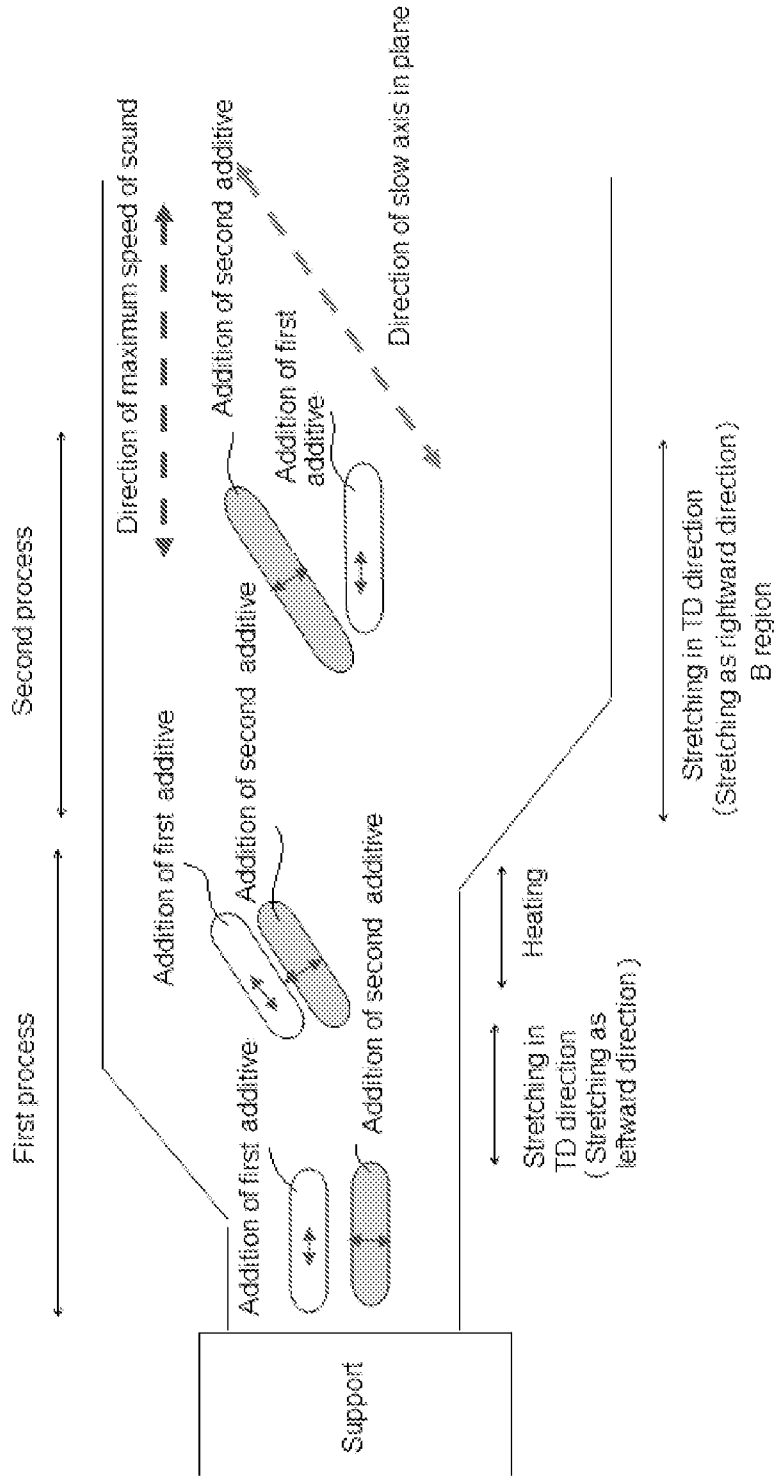 First process
Second process
Direction of maximum speed of sound
Addition of first additive
Addition of second additive
Addition of first additive
Addition of second additive
Addition of second additive
Addition of first
additive
Direction of slow axis in plane
Support
Stretching in
TD direction
( Stretching as
leftward direction )
Heating
Stretching in TD direction
( Stretching as rightward direction )
B region